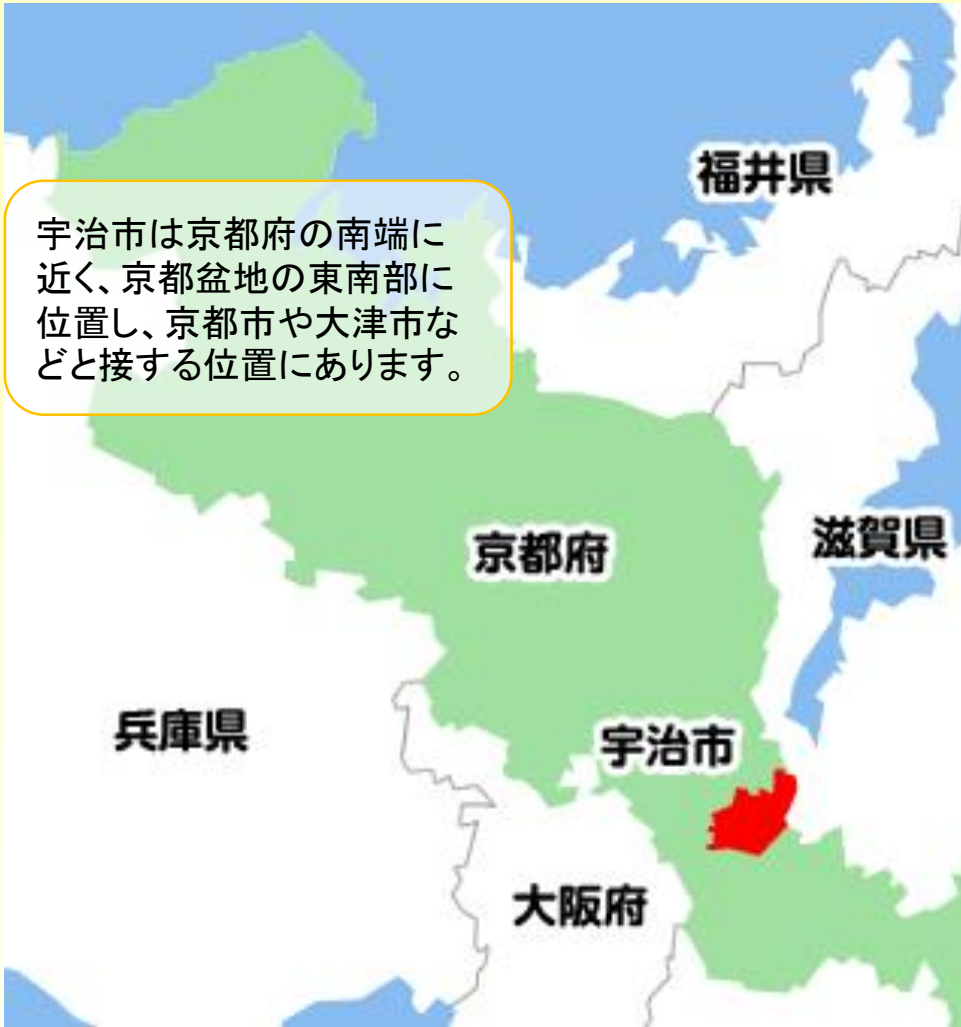 福井県
宇治市は京都府の南端に
近く、京都盆地の東南部に
位置し、京都市や大津市な
どと接する位置にあります。
滋賀県
京都府
兵庫県
宇治市
大阪府